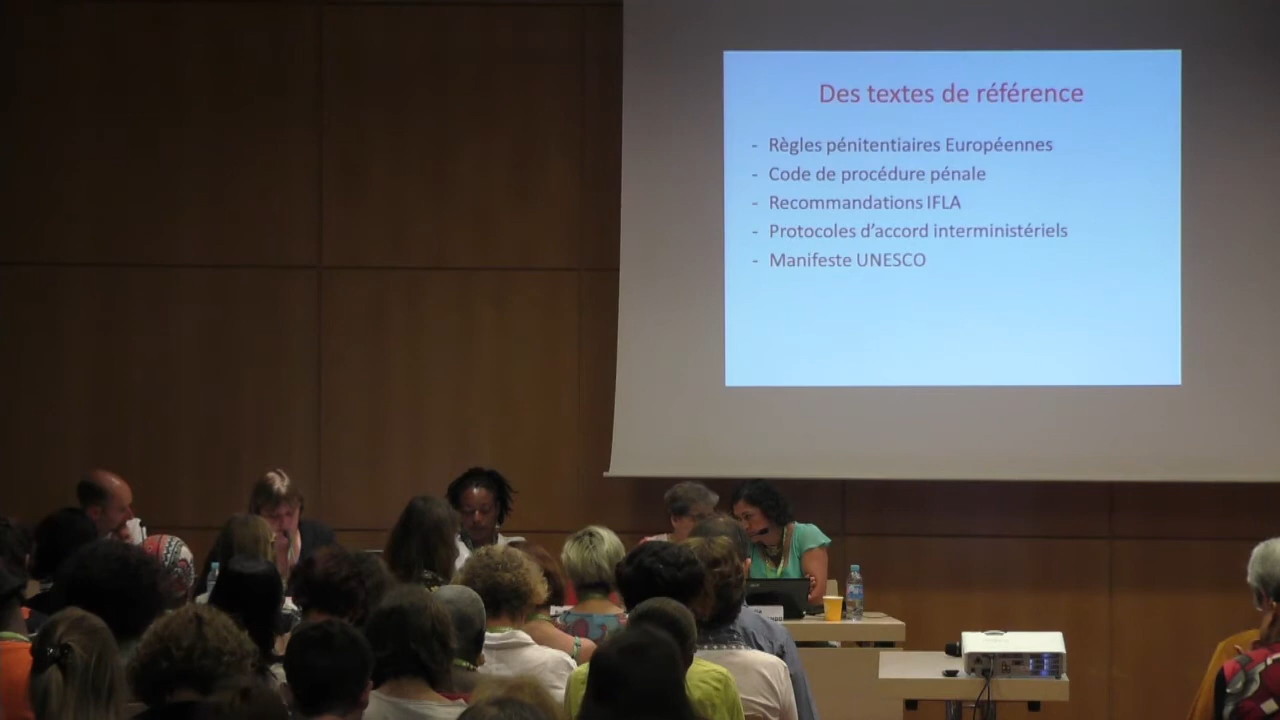 Des textes de référence
- Règles pénitentiaires Européennes
- Code de procédure pénale
- Recommandations IFLA
- Protocoles d'accord interministériels
- Manifeste UNESCO